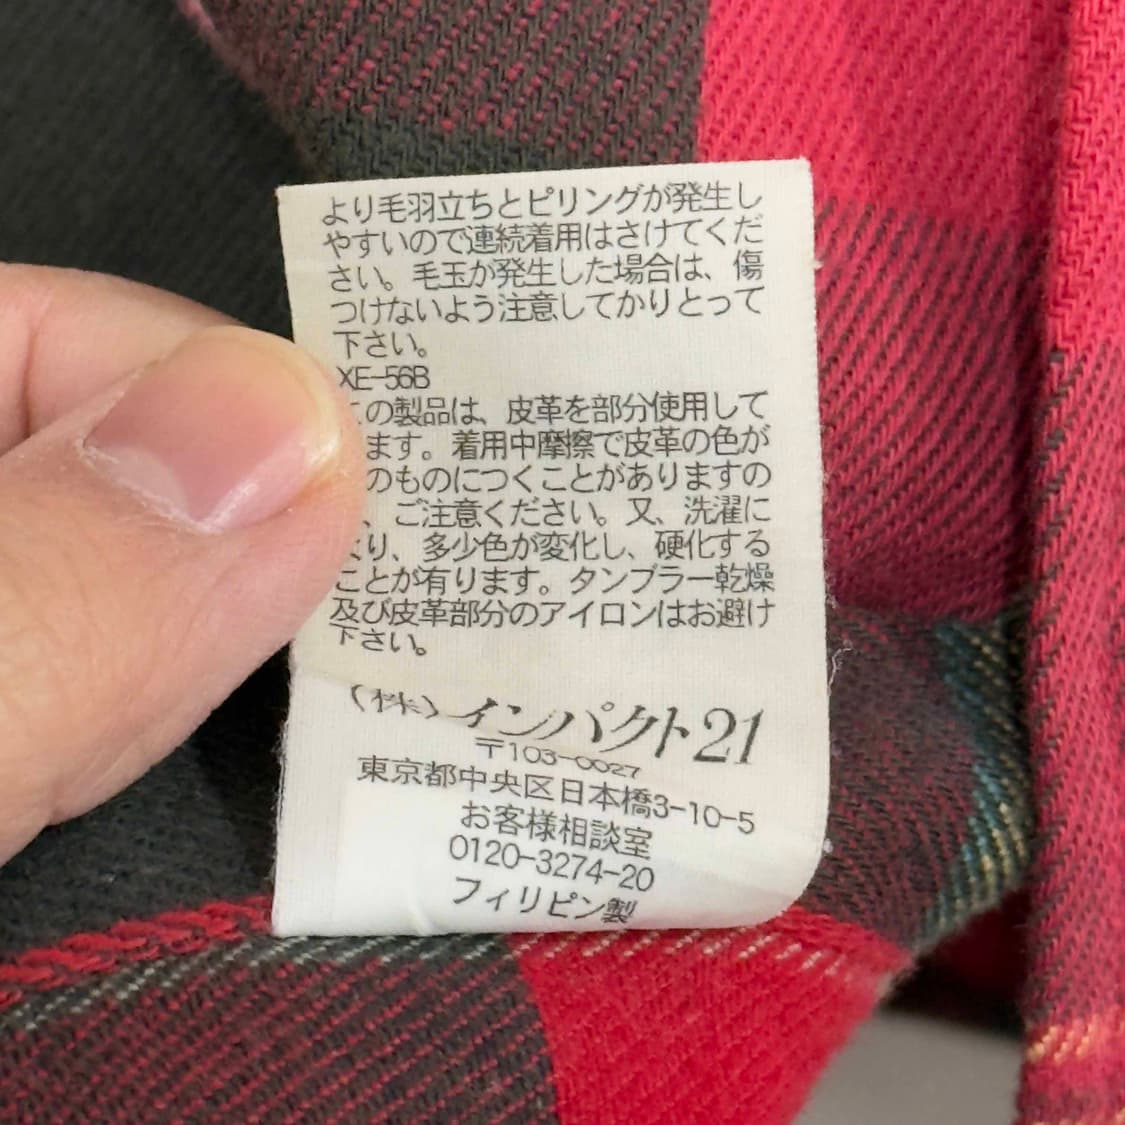 より毛羽立ちとピリングが発生し
やすいので連続着用はさけてくだ
さい。毛玉が発生した場合は、傷
つけないよう注意してかりとって
下さい。
XE-56B
この製品は、皮革を部分使用して
ます。着用中摩擦で皮革の色が
のものにつくことがありますの
、ご注意ください。又、洗濯に
より、多少色が変化し、硬化する
ことが有ります。タンブラー乾燥
及び皮革部分のアイロンはお避け
下さい。
(株)インパクト21
〒103-0027
東京都中央区日本橋3-10-5
お客様相談室
0120-3274-20
フィリピン製